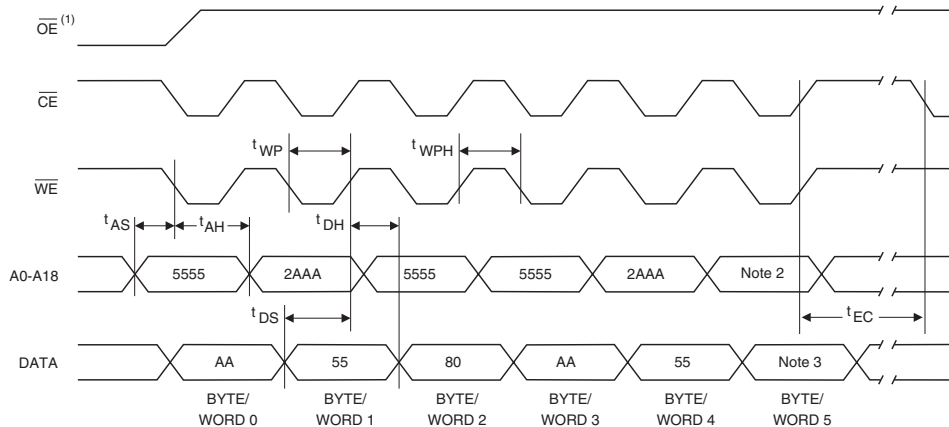 OE (1)
CE
tWP
tWPH
WE
tAS
tAH
tDH
A0-A18
5555
2AAA
5555
5555
2AAA
Note 2
tDS
tEC
DATA
AA
55
80
AA
55
Note 3
BYTE/
WORD 0
BYTE/
WORD 1
BYTE/
WORD 2
BYTE/
WORD 3
BYTE/
WORD 4
BYTE/
WORD 5